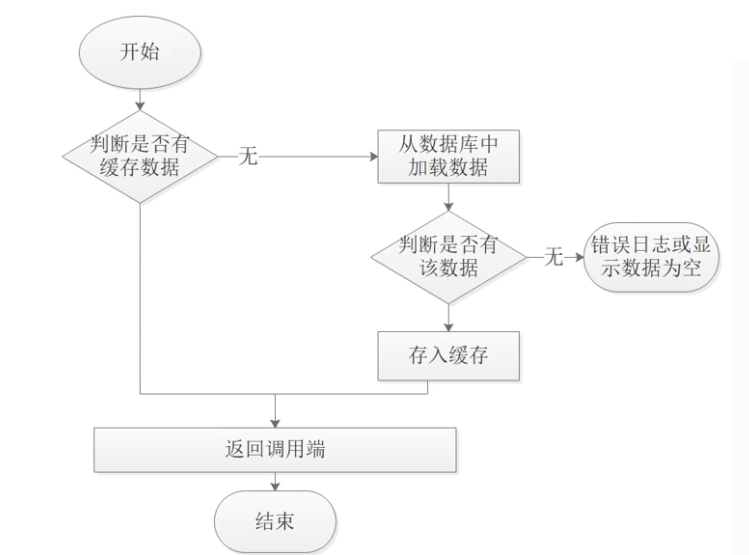 开始
判断是否有
缓存数据
无
从数据库中
加载数据
判断是否有
该数据
无
错误日志或显
示数据为空
存入缓存
返回调用端
结束